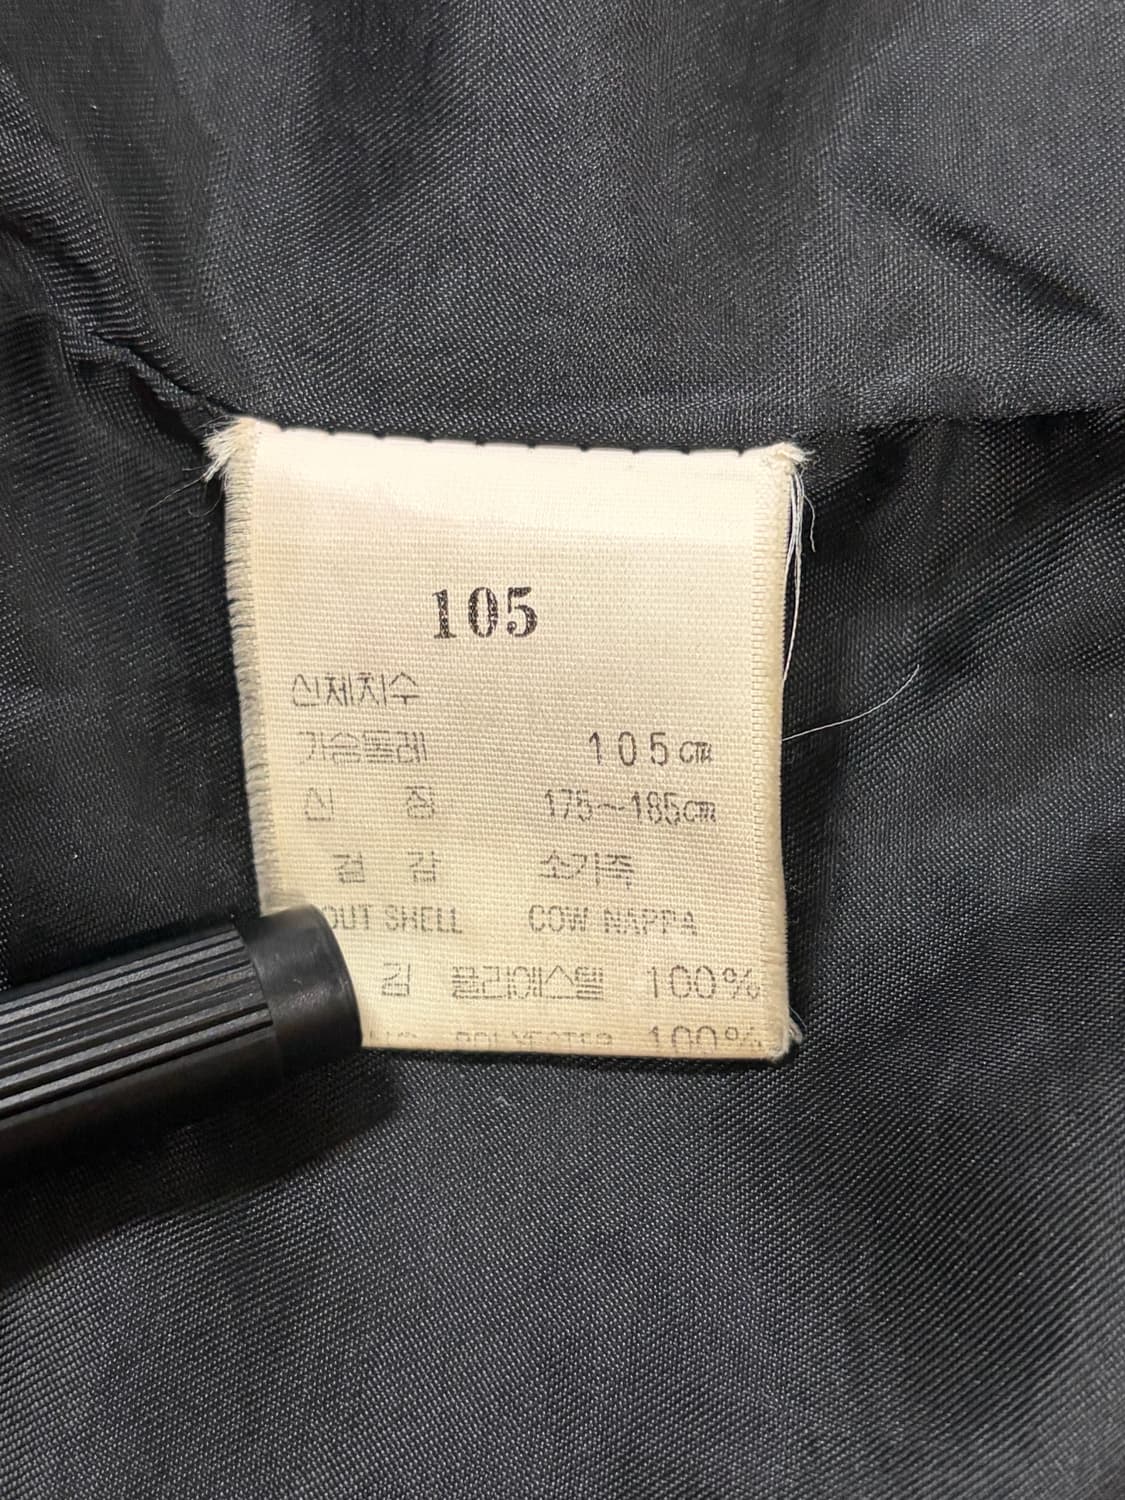 105
신체치수
가슴둘레 105㎝
신 장 175~185㎝
겉 감 소가죽
OUT SHELL COW NAPPA
감 폴리에스텔 100%
POLYESTER 100%